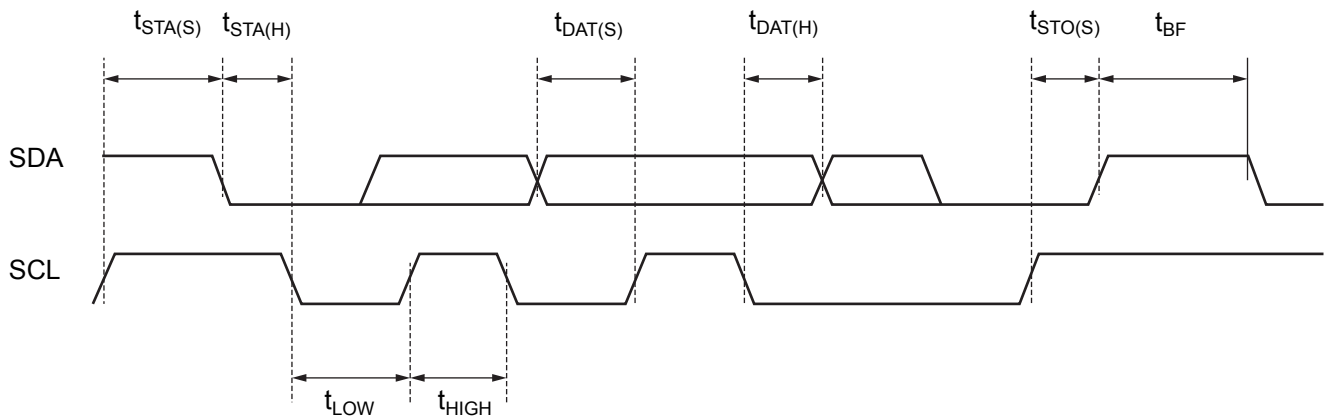 tSTA(S) tSTA(H) tDAT(S) tDAT(H) tSTO(S) tBF
SDA
SCL
tLOW tHIGH